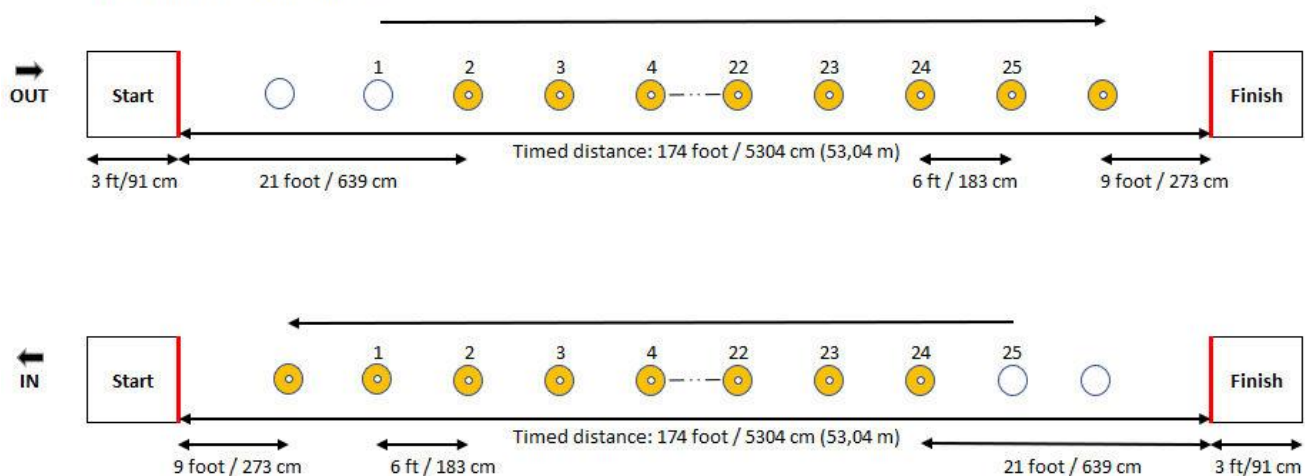 1 2 3 4 22 23 24 25
OUT Start Finish
Timed distance: 174 foot / 5304 cm (53,04 m)
3 ft/91 cm 21 foot / 639 cm 6 ft / 183 cm 9 foot / 273 cm
1 2 3 4 22 23 24 25
IN Start Finish
Timed distance: 174 foot / 5304 cm (53,04 m)
9 foot / 273 cm 6 ft / 183 cm 21 foot / 639 cm 3 ft/91 cm